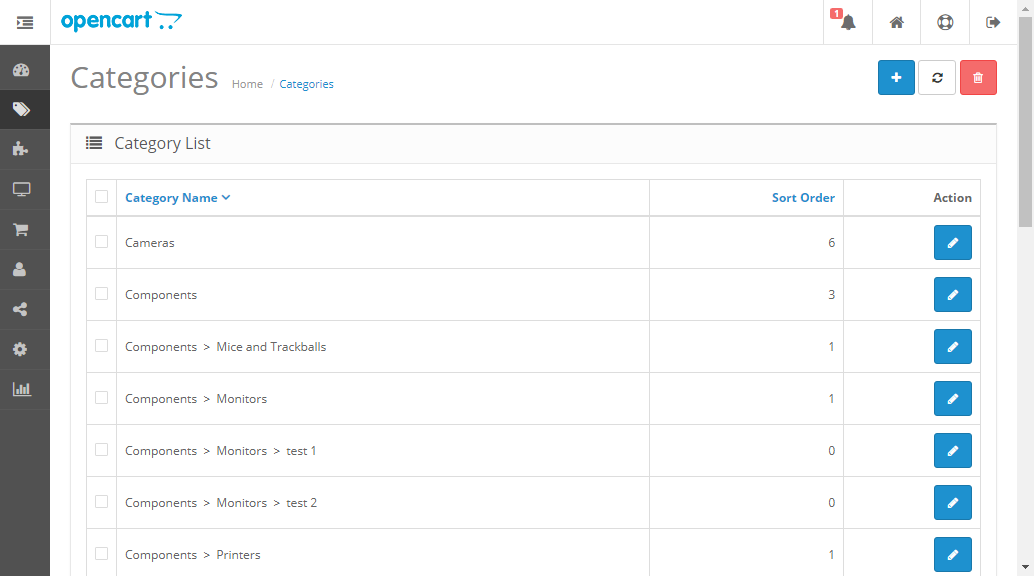 opencart
1
Categories Home / Categories
Category List
Category Name Sort Order Action
Cameras 6
Components 3
Components > Mice and Trackballs 1
Components > Monitors 1
Components > Monitors > test 1 0
Components > Monitors > test 2 0
Components > Printers 1